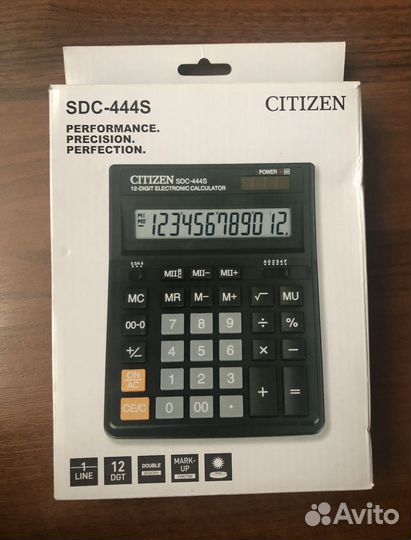 SDC-444S
CITIZEN
PERFORMANCE.
PRECISION.
PERFECTION.
CITIZEN SDC-444S
12-DIGIT ELECTRONIC CALCULATOR
POWER
123456789012.
MII– MII+
MC MR M– M+ √ MU
00→0 7 8 9 ÷ %
+/− 4 5 6 × −
ON/AC 1 2 3 + =
CE/C 0 00 •
1 LINE
12 DGT
DOUBLE MEMORY
MARK-UP FUNCTION
Avito